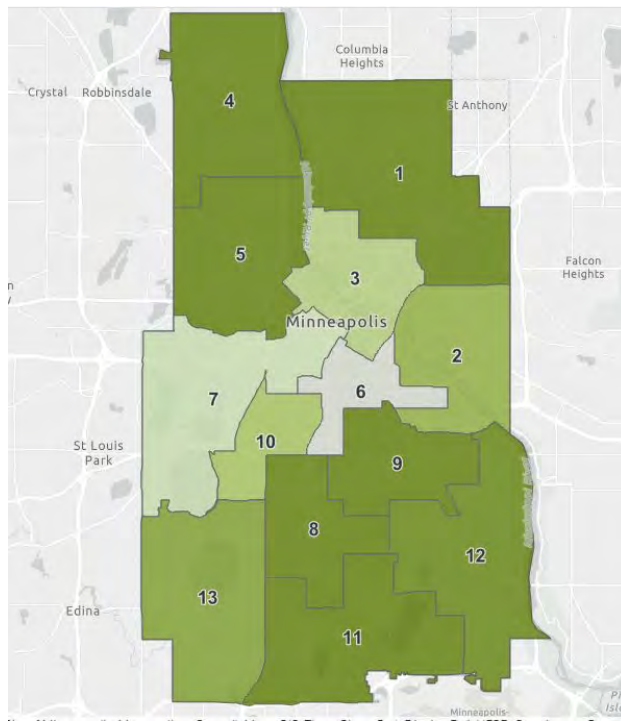 Columbia
Heights
Crystal
Robbinsdale
4
St Anthony
1
5
3
Falcon
Heights
Minneapolis
2
7
6
10
St Louis
Park
9
8
12
13
Edina
11
Minneapolis-